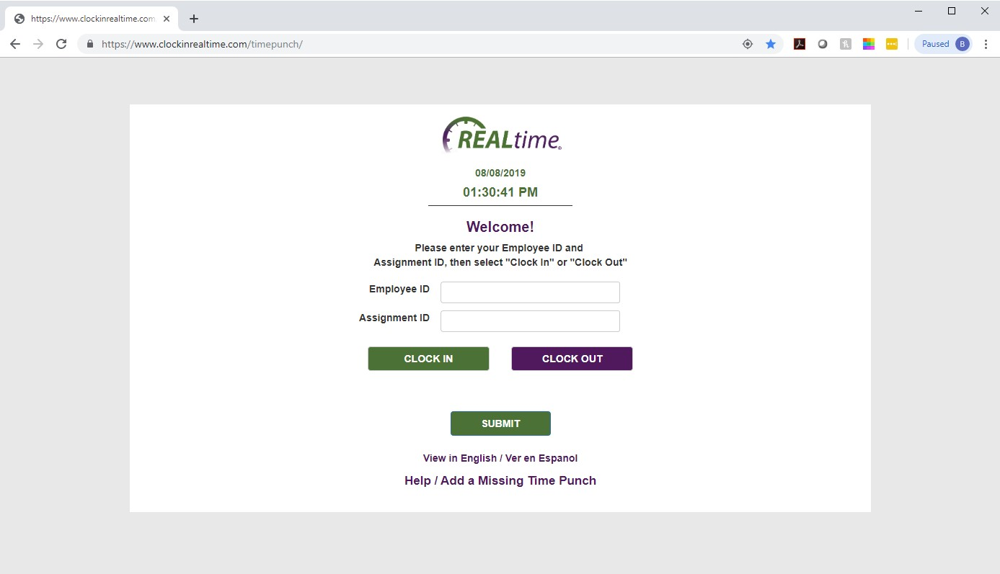 https://www.clockinrealtime.com
https://www.clockinrealtime.com/timepunch/
Paused B
REALtime®
08/08/2019
01:30:41 PM
Welcome!
Please enter your Employee ID and
Assignment ID, then select "Clock In" or "Clock Out"
Employee ID
Assignment ID
CLOCK IN CLOCK OUT
SUBMIT
View in English / Ver en Espanol
Help / Add a Missing Time Punch